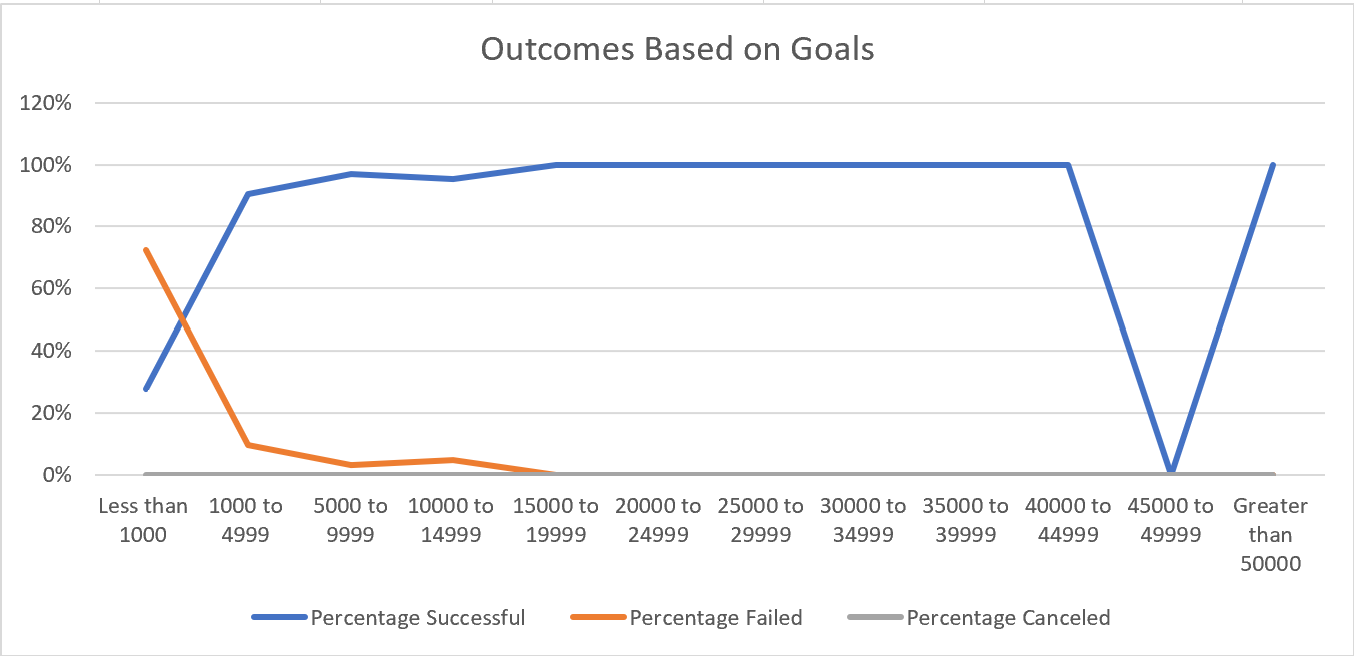 Outcomes Based on Goals
120%
100%
80%
60%
40%
20%
0%
Less than 1000 to 5000 to 10000 to 15000 to 20000 to 25000 to 30000 to 35000 to 40000 to 45000 to Greater
1000 4999 9999 14999 19999 24999 29999 34999 39999 44999 49999 than
50000
Percentage Successful Percentage Failed Percentage Canceled